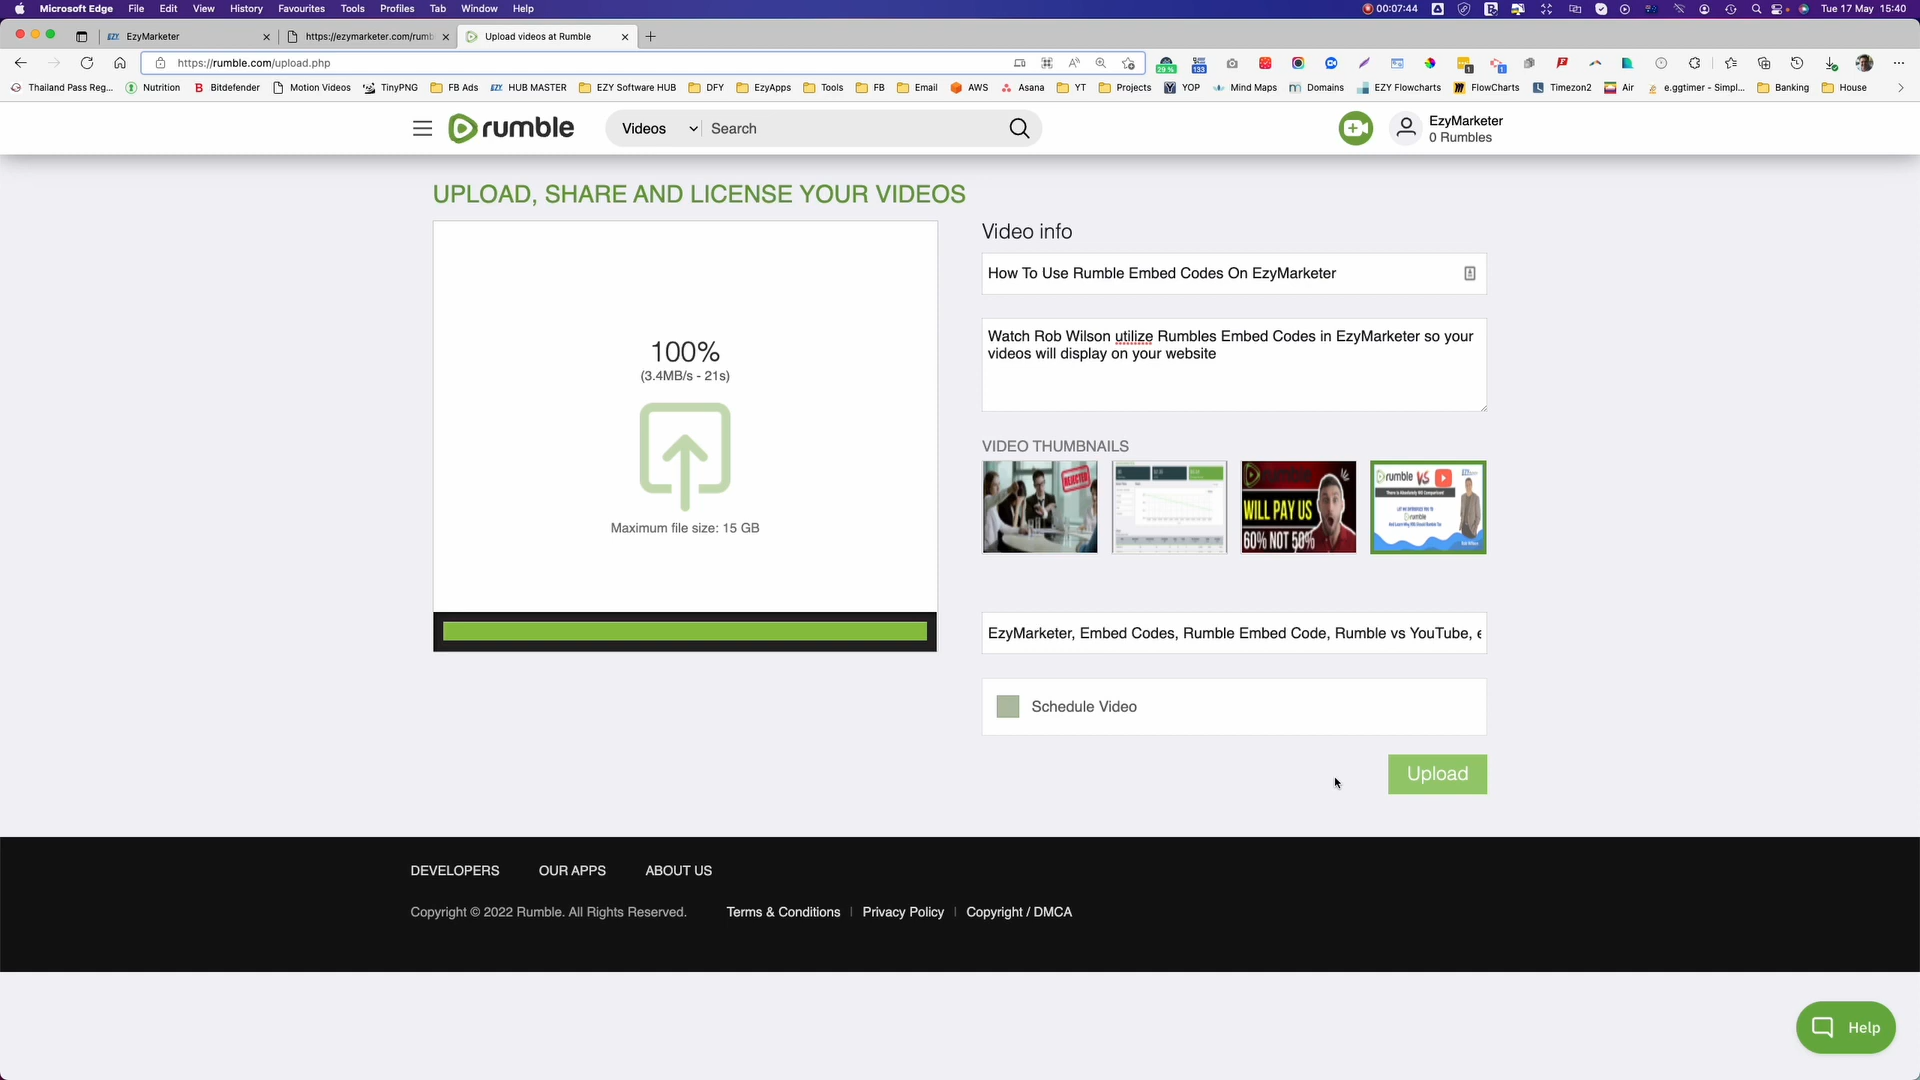 Microsoft Edge File Edit View History Favourites Tools Profiles Tab Window Help
00:07:44
Tue 17 May 15:40
EzyMarketer
https://ezymarketer.com/rumb
Upload videos at Rumble
https://rumble.com/upload.php
29 %
133
1
1
Thailand Pass Reg...
Nutrition
Bitdefender
Motion Videos
TinyPNG
FB Ads
HUB MASTER
EZY Software HUB
DFY
EzyApps
Tools
FB
Email
AWS
Asana
YT
Projects
YOP
Mind Maps
Domains
EZY Flowcharts
FlowCharts
Timezon2
Air
e.ggtimer - Simpl...
Banking
House
rumble
Videos
Search
EzyMarketer
0 Rumbles
UPLOAD, SHARE AND LICENSE YOUR VIDEOS
100%
(3.4MB/s - 21s)
Maximum file size: 15 GB
Video info
How To Use Rumble Embed Codes On EzyMarketer
Watch Rob Wilson utilize Rumbles Embed Codes in EzyMarketer so your
videos will display on your website
VIDEO THUMBNAILS
REJECTED
rumble
WILL PAY US
60% NOT 50%
rumble VS
EzyMarketer, Embed Codes, Rumble Embed Code, Rumble vs YouTube, e
Schedule Video
Upload
DEVELOPERS
OUR APPS
ABOUT US
Copyright © 2022 Rumble. All Rights Reserved.
Terms & Conditions | Privacy Policy | Copyright / DMCA
Help